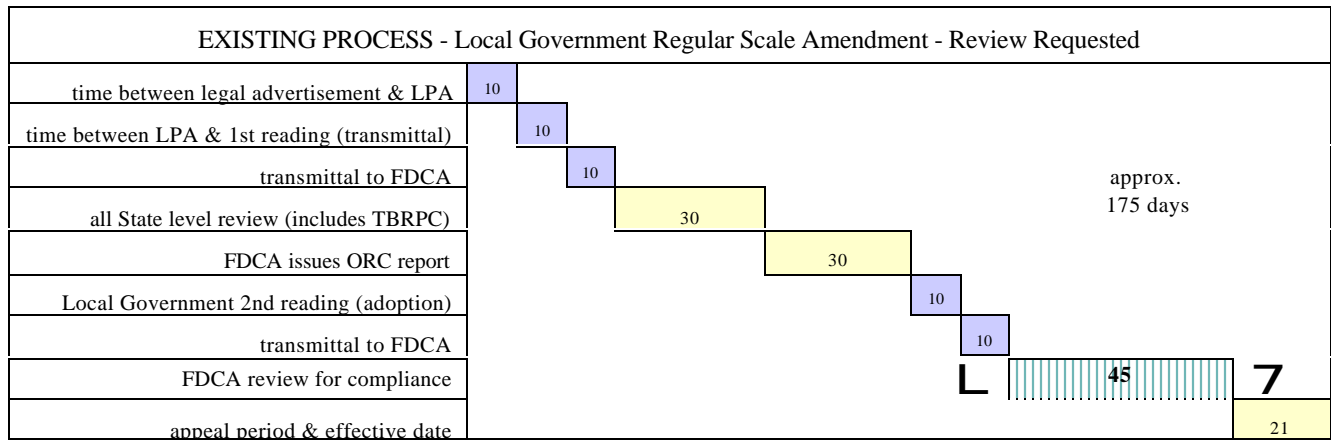 EXISTING PROCESS - Local Government Regular Scale Amendment - Review Requested
time between legal advertisement & LPA 10
time between LPA & 1st reading (transmittal) 10
transmittal to FDCA 10
approx.
175 days
all State level review (includes TBRPC) 30
FDCA issues ORC report 30
Local Government 2nd reading (adoption) 10
transmittal to FDCA 10
FDCA review for compliance 45
appeal period & effective date 21